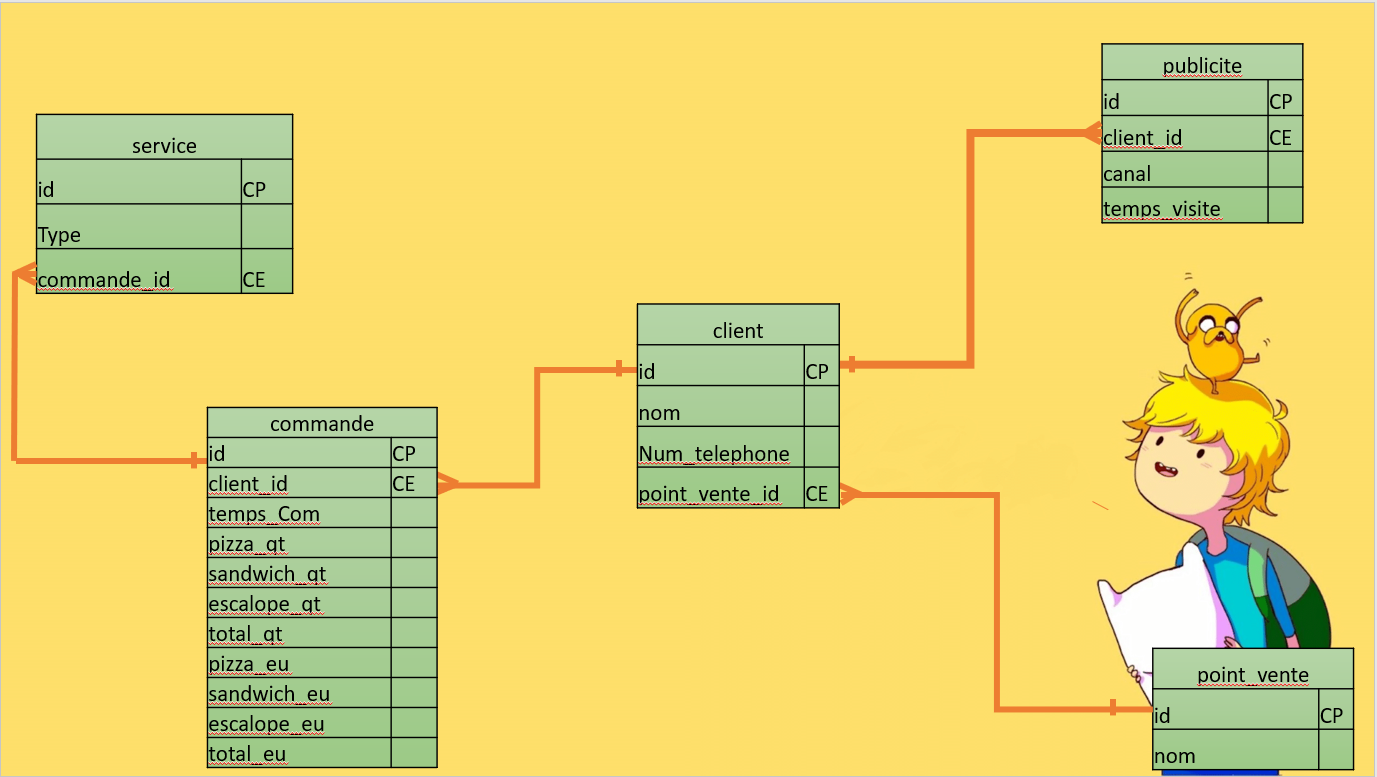 service
id CP
Type
commande_id CE
commande
id CP
client_id CE
temps_Com
pizza_qt
sandwich_qt
escalope_qt
total_qt
pizza_eu
sandwich_eu
escalope_eu
total_eu
client
id CP
nom
Num_telephone
point_vente_id CE
publicite
id CP
client_id CE
canal
temps_visite
point_vente
id CP
nom